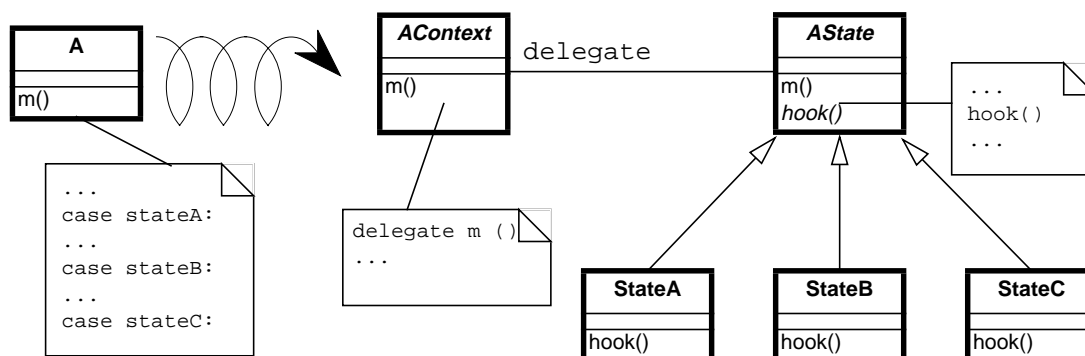 A
m()
...
case stateA:
...
case stateB:
...
case stateC:
AContext
m()
delegate m ()
...
delegate
AState
m()
hook()
...
hook()
...
StateA
hook()
StateB
hook()
StateC
hook()